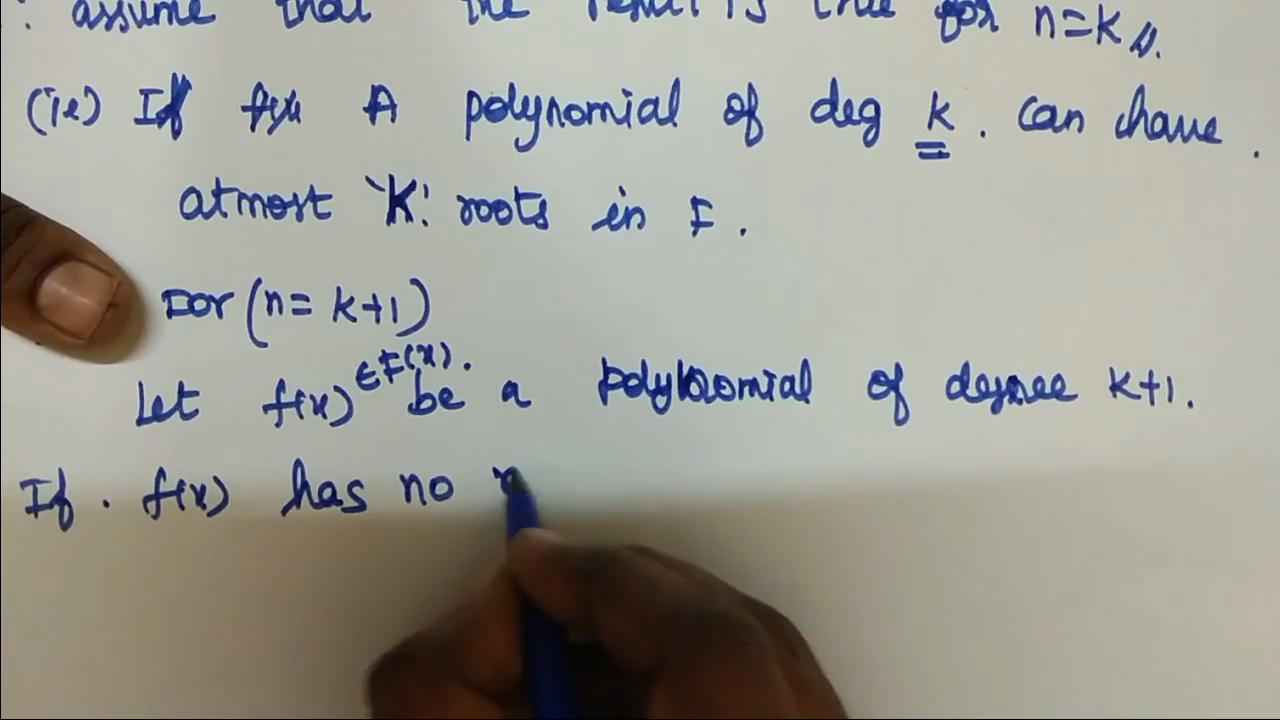 : assume that the result is true for n=k
(ie) If A polynomial of deg k. can have.
atmost 'K' roots in F.
For (n= k+1)
Let f(x) ∈ F(x). be a polynomial of degree k+1.
If. f(x) has no